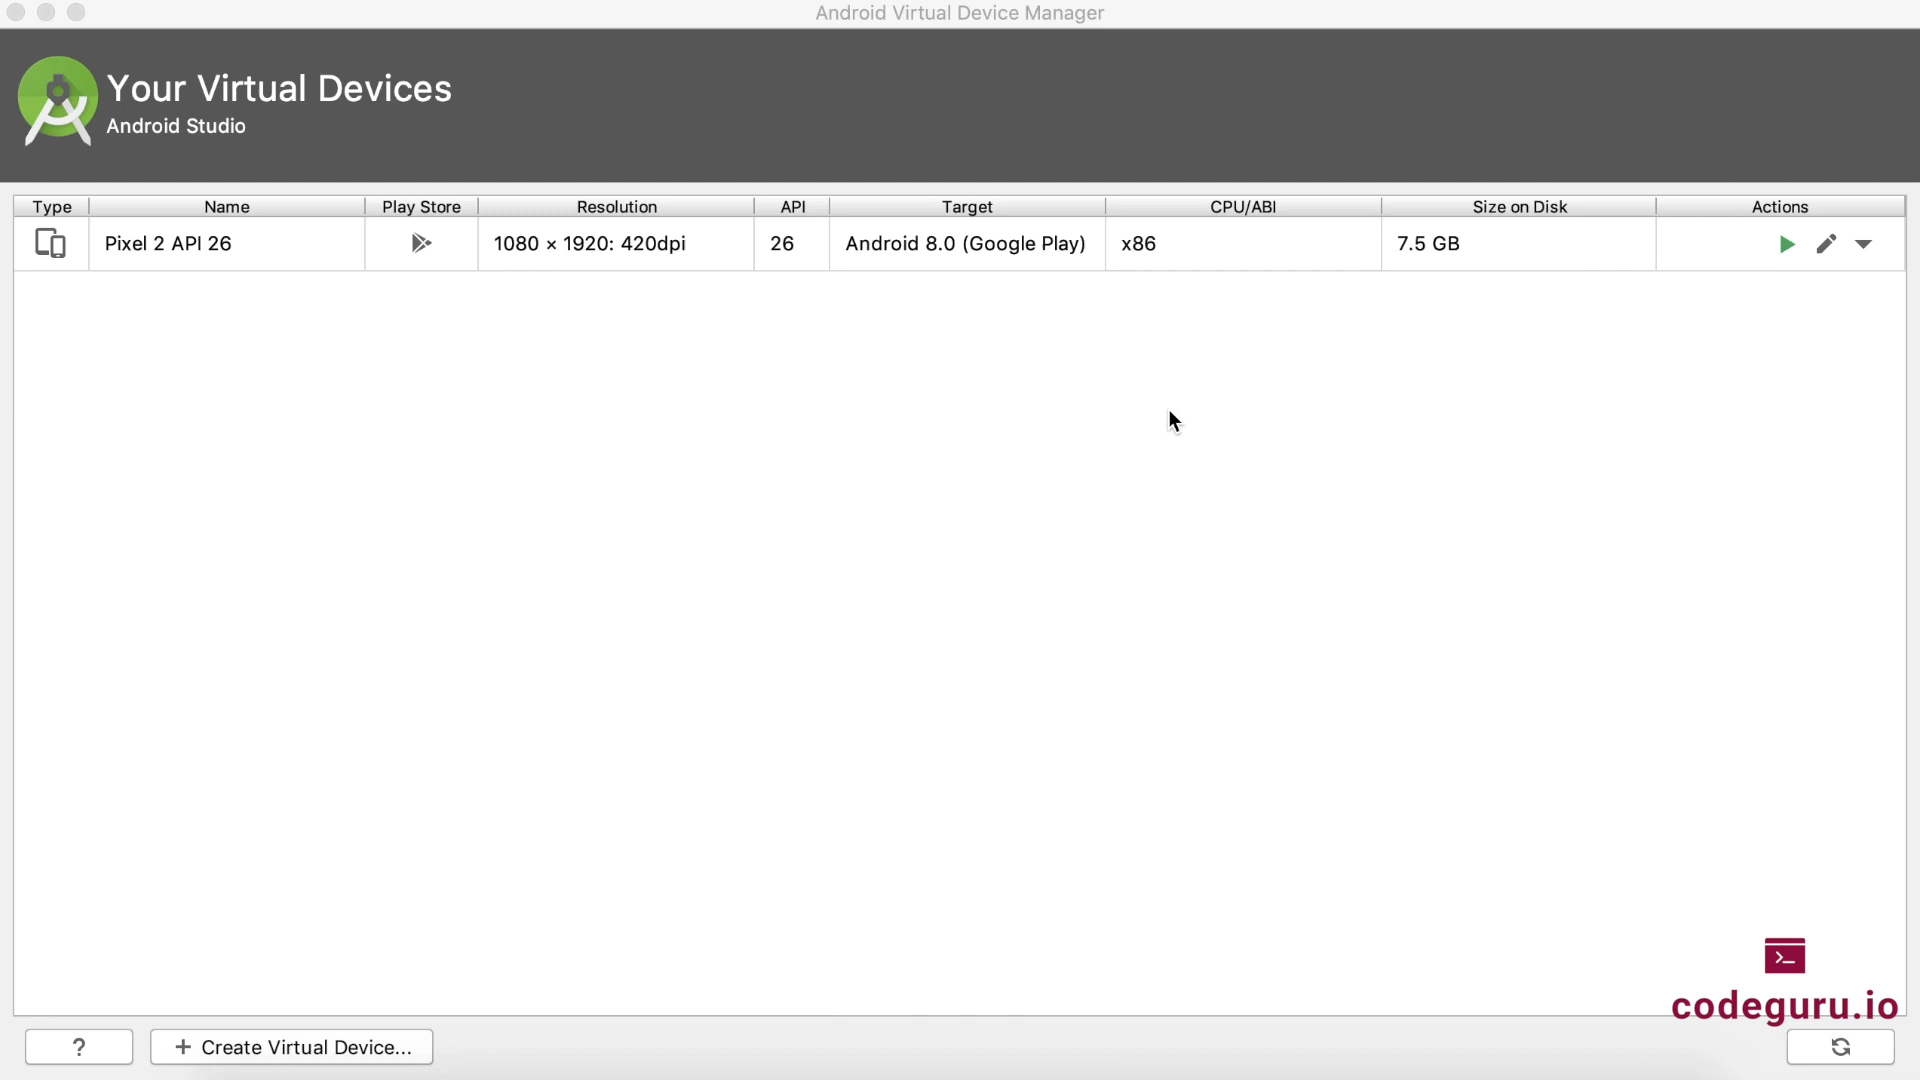 Android Virtual Device Manager
Your Virtual Devices
Android Studio
Type Name Play Store Resolution API Target CPU/ABI Size on Disk Actions
Pixel 2 API 26 1080 × 1920: 420dpi 26 Android 8.0 (Google Play) x86 7.5 GB
codeguru.io
? + Create Virtual Device...